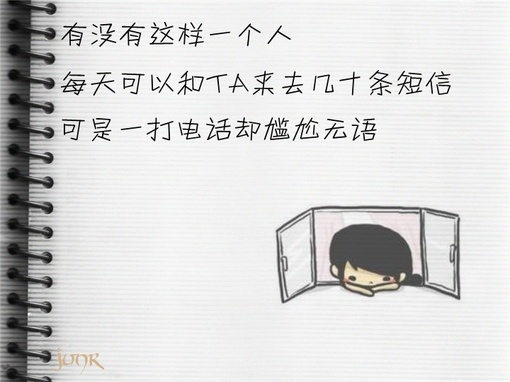 有没有这样一个人
每天可以和TA来去几十条短信
可是一打电话却尴尬无语